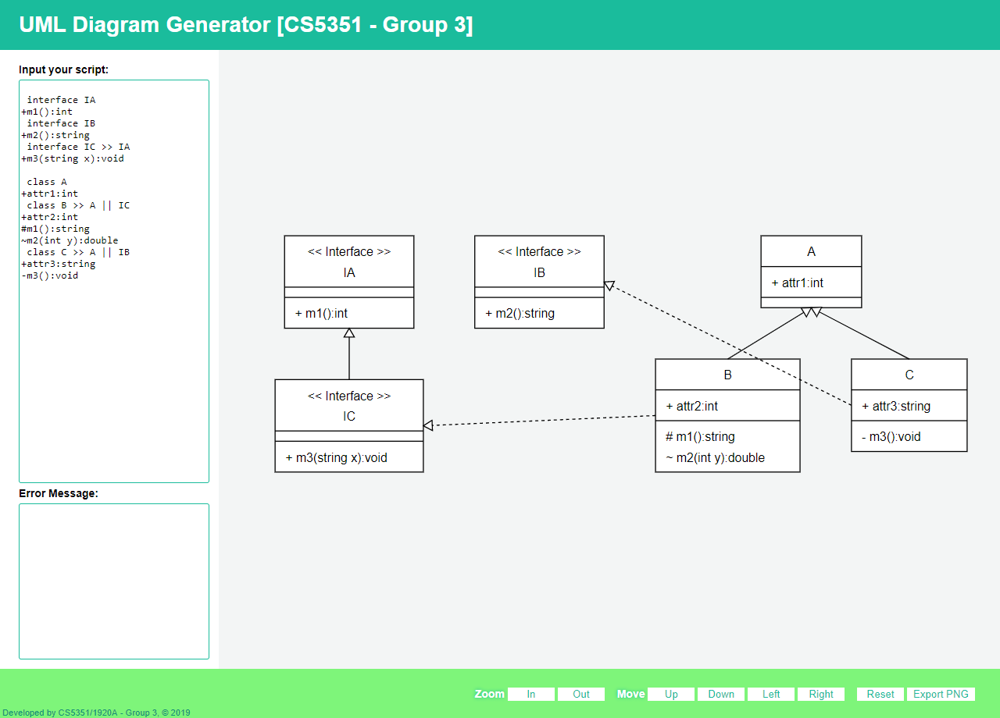 UML Diagram Generator [CS5351 - Group 3]
Input your script:
interface IA
+m1():int
interface IB
+m2():string
interface IC >> IA
+m3(string x):void
class A
+attr1:int
class B >> A || IC
+attr2:int
#m1():string
~m2(int y):double
class C >> A || IB
+attr3:string
-m3():void
Error Message:
<< Interface >>
IA
+ m1():int
<< Interface >>
IB
+ m2():string
A
+ attr1:int
<< Interface >>
IC
+ m3(string x):void
B
+ attr2:int
# m1():string
~ m2(int y):double
C
+ attr3:string
- m3():void
Zoom In Out Move Up Down Left Right Reset Export PNG
Developed by CS5351/1920A - Group 3, © 2019